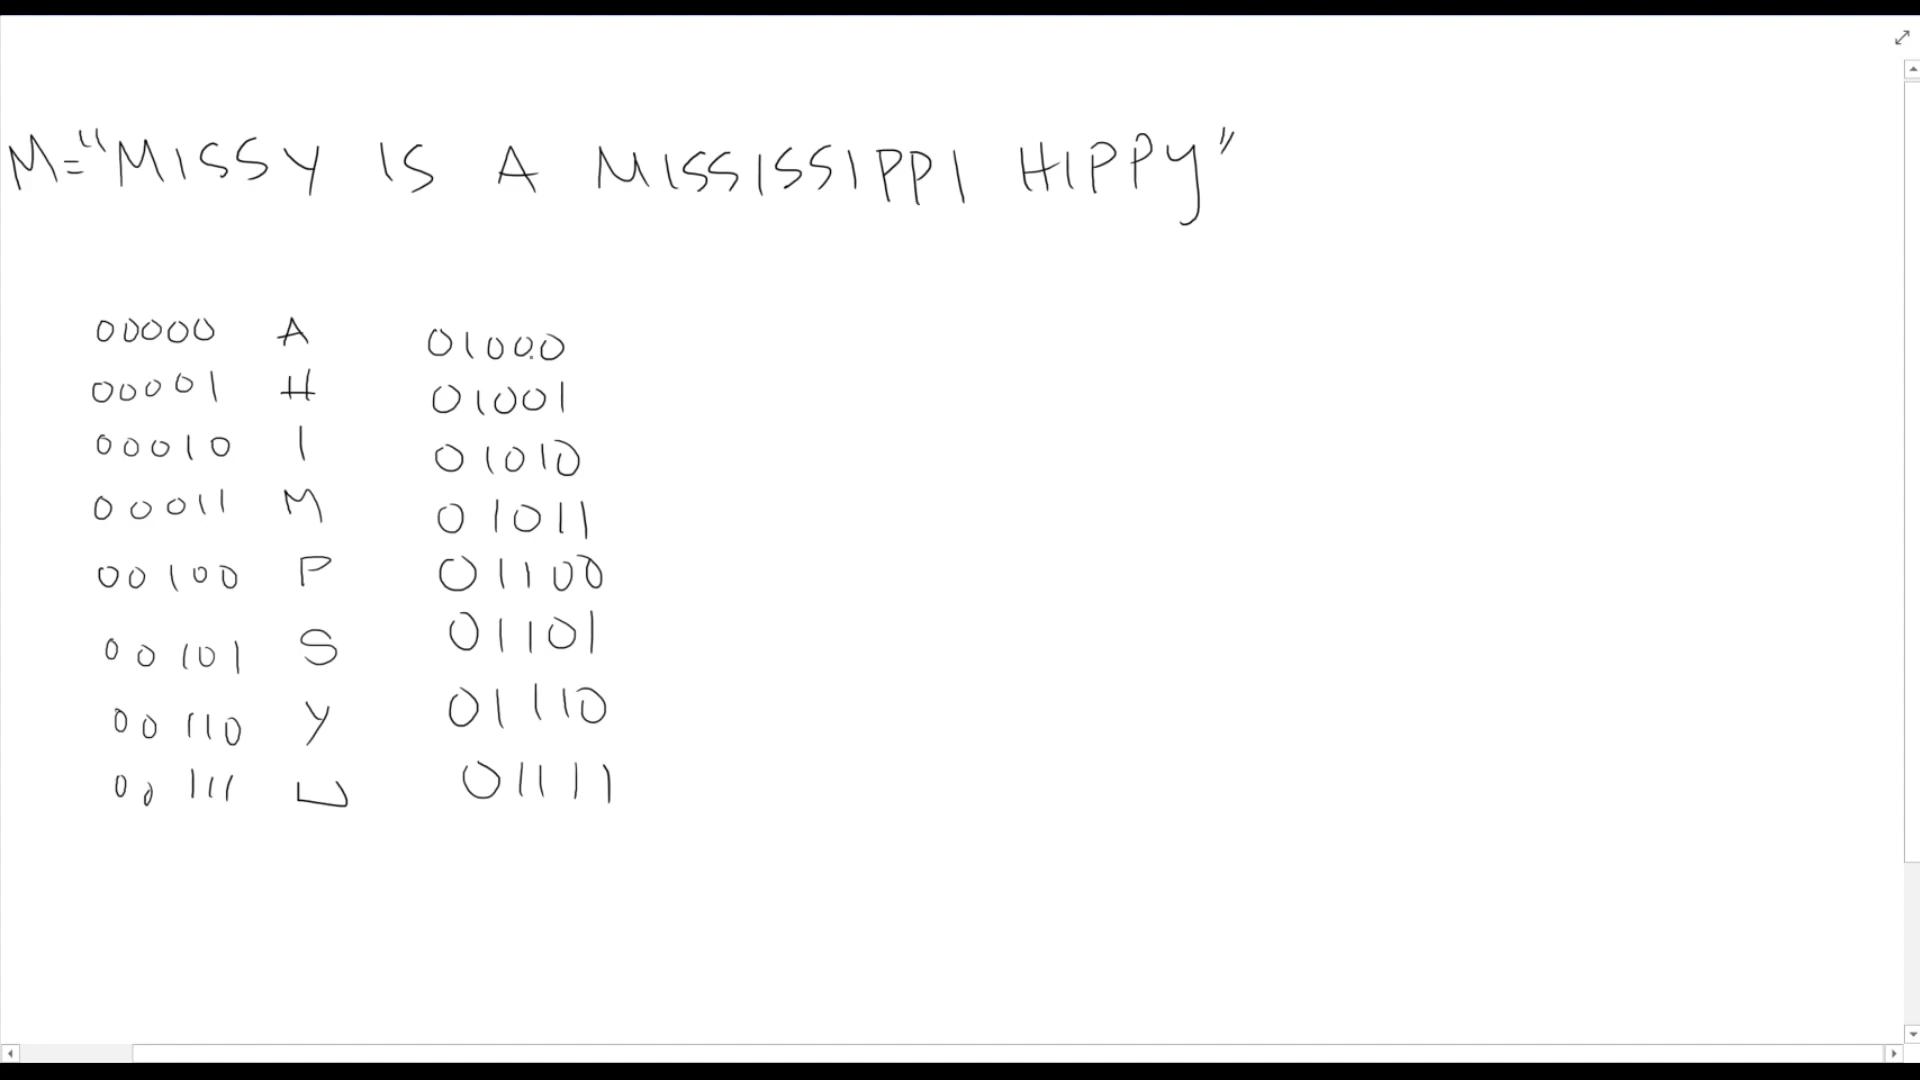 M="MISSY IS A MISSISSIPPI HIPPY"
00000 A 01000
00001 H 01001
00010 I 01010
00011 M 01011
00100 P 01100
00101 S 01101
00110 Y 01110
00111 ⌴ 01111